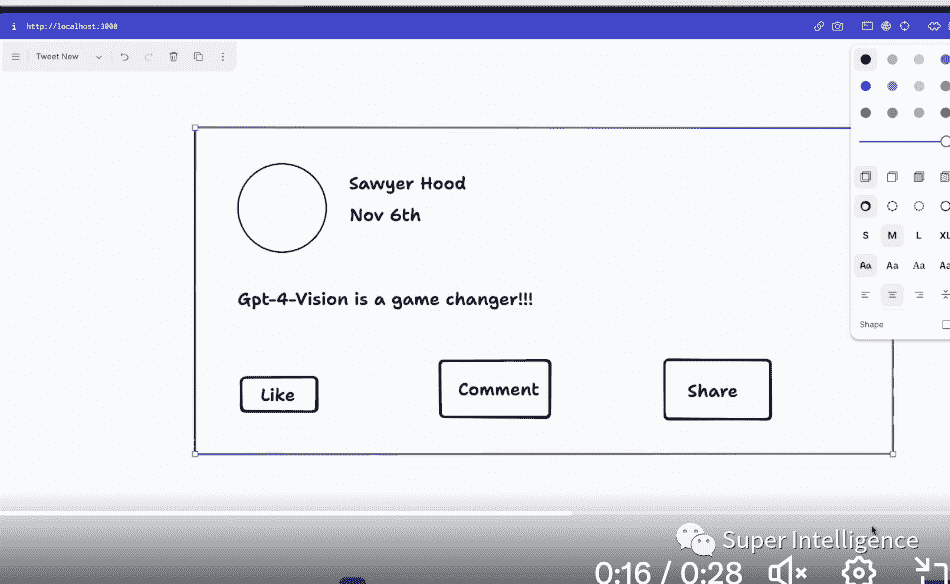 i http://localhost:3000
Tweet New
Sawyer Hood
Nov 6th
Gpt-4-Vision is a game changer!!!
Like
Comment
Share
S M L XL
Aa Aa Aa Aa
Shape
Super Intelligence
0:16 / 0:28